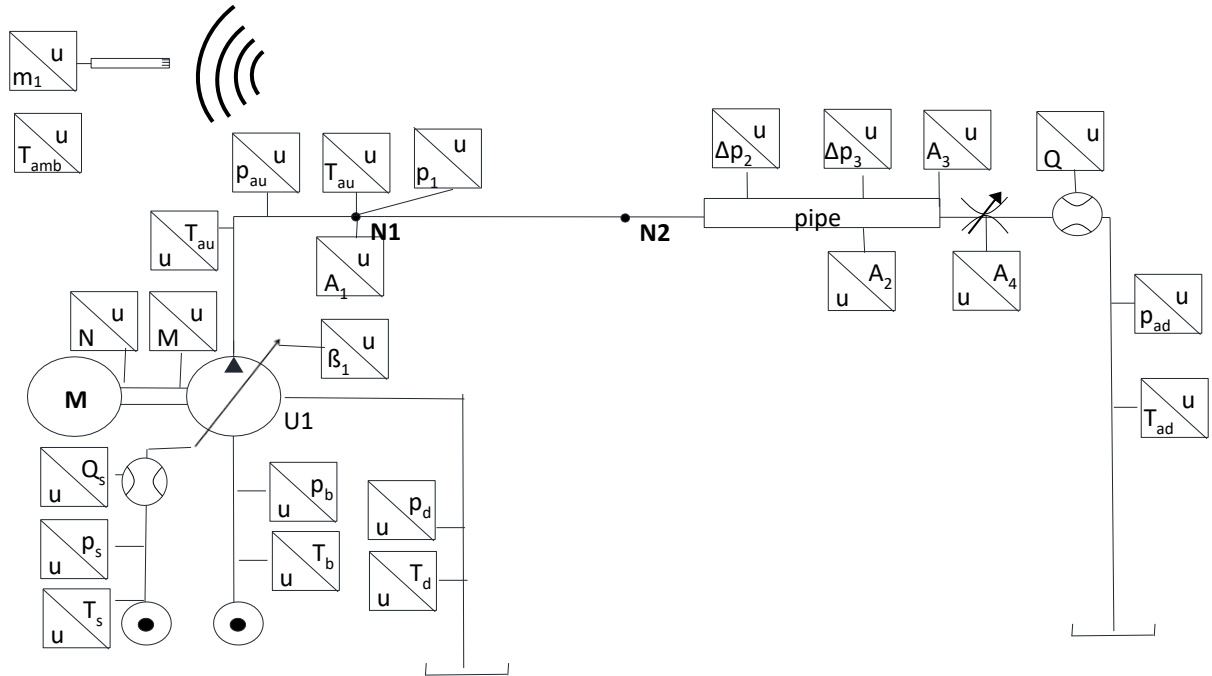 u
m1
u
Tamb
u
pau
u
Tau
u
p1
u
Δp2
u
Δp3
u
A3
u
Q
Tau
u
N1
N2
pipe
u
A1
A2
u
A4
u
u
pad
u
N
u
M
u
ß1
M
U1
u
Tad
Qs
u
pb
u
pd
u
ps
u
Tb
u
Td
u
Ts
u